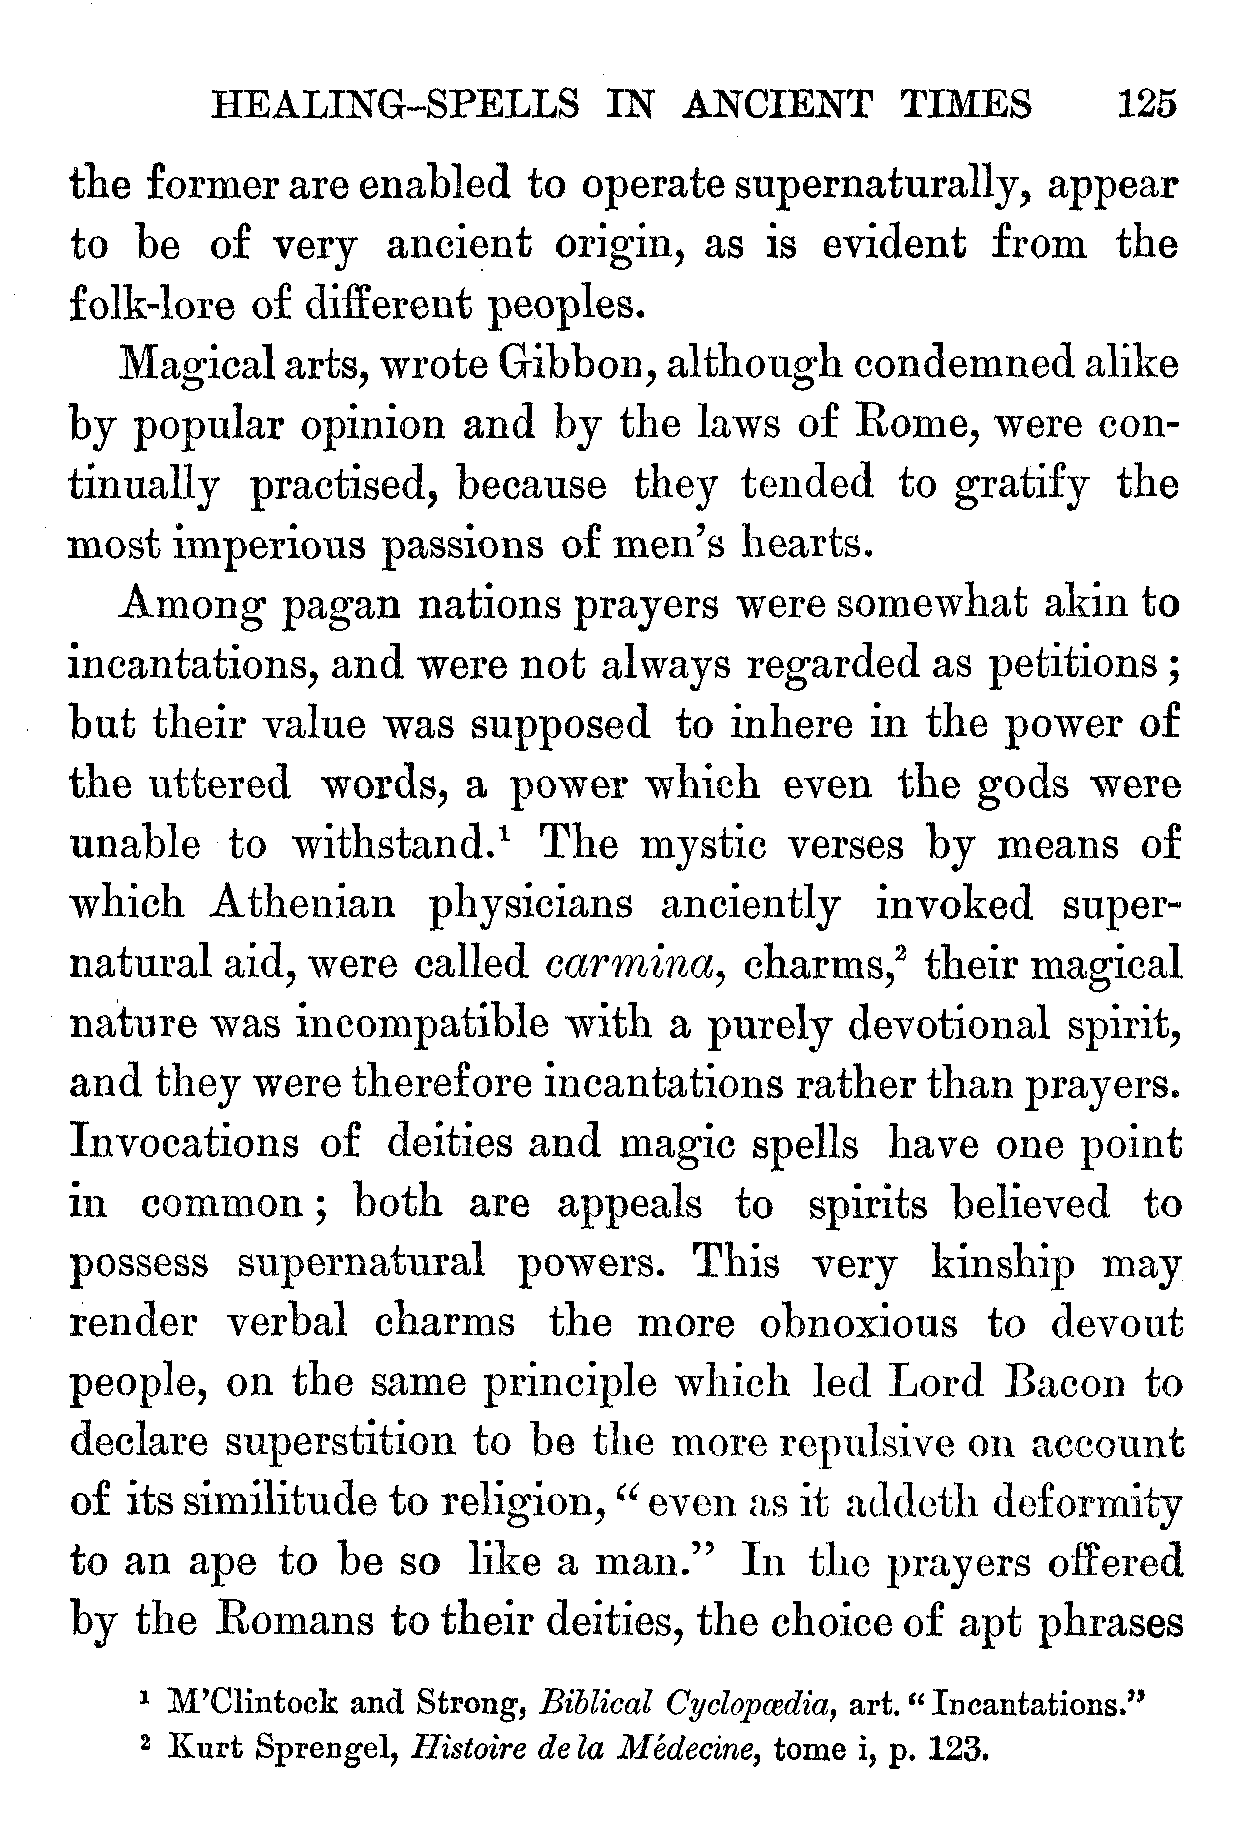 HEALING-SPELLS IN ANCIENT TIMES 125
the former are enabled to operate supernaturally, appear
to be of very ancient origin, as is evident from the
folk-lore of different peoples.
Magical arts, wrote Gibbon, although condemned alike
by popular opinion and by the laws of Rome, were con-
tinually practised, because they tended to gratify the
most imperious passions of men's hearts.
Among pagan nations prayers were somewhat akin to
incantations, and were not always regarded as petitions ;
but their value was supposed to inhere in the power of
the uttered words, a power which even the gods were
unable to withstand.¹ The mystic verses by means of
which Athenian physicians anciently invoked super-
natural aid, were called carmina, charms,² their magical
nature was incompatible with a purely devotional spirit,
and they were therefore incantations rather than prayers.
Invocations of deities and magic spells have one point
in common ; both are appeals to spirits believed to
possess supernatural powers. This very kinship may
render verbal charms the more obnoxious to devout
people, on the same principle which led Lord Bacon to
declare superstition to be the more repulsive on account
of its similitude to religion, “ even as it addeth deformity
to an ape to be so like a man.” In the prayers offered
by the Romans to their deities, the choice of apt phrases
¹ M'Clintock and Strong, Biblical Cyclopædia, art. “ Incantations.”
² Kurt Sprengel, Histoire de la Médecine, tome i, p. 123.